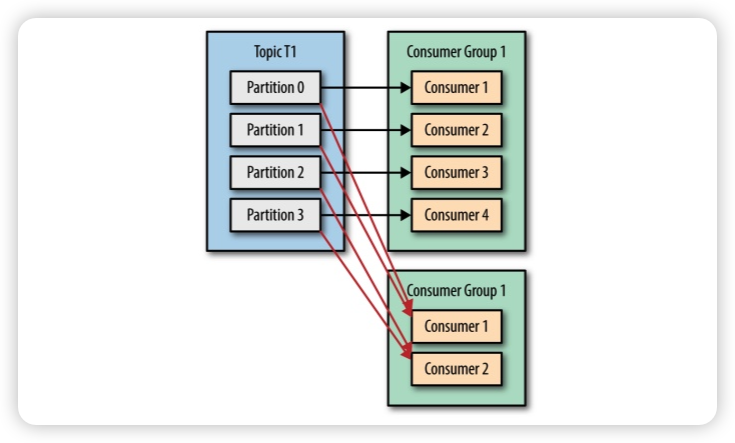 Topic T1
Partition 0
Partition 1
Partition 2
Partition 3
Consumer Group 1
Consumer 1
Consumer 2
Consumer 3
Consumer 4
Consumer Group 1
Consumer 1
Consumer 2